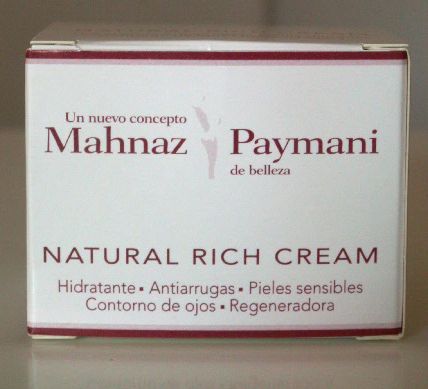 Un nuevo concepto
Mahnaz Paymani
de belleza
NATURAL RICH CREAM
Hidratante ▪ Antiarrugas ▪ Pieles sensibles
Contorno de ojos ▪ Regeneradora